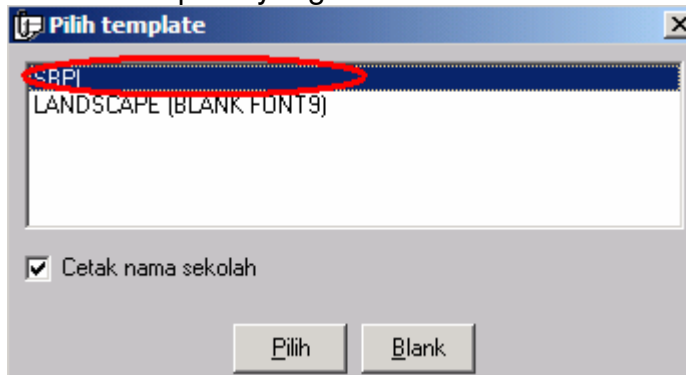 Pilih template
SBPI
LANDSCAPE (BLANK FONT9)
Cetak nama sekolah
Pilih
Blank